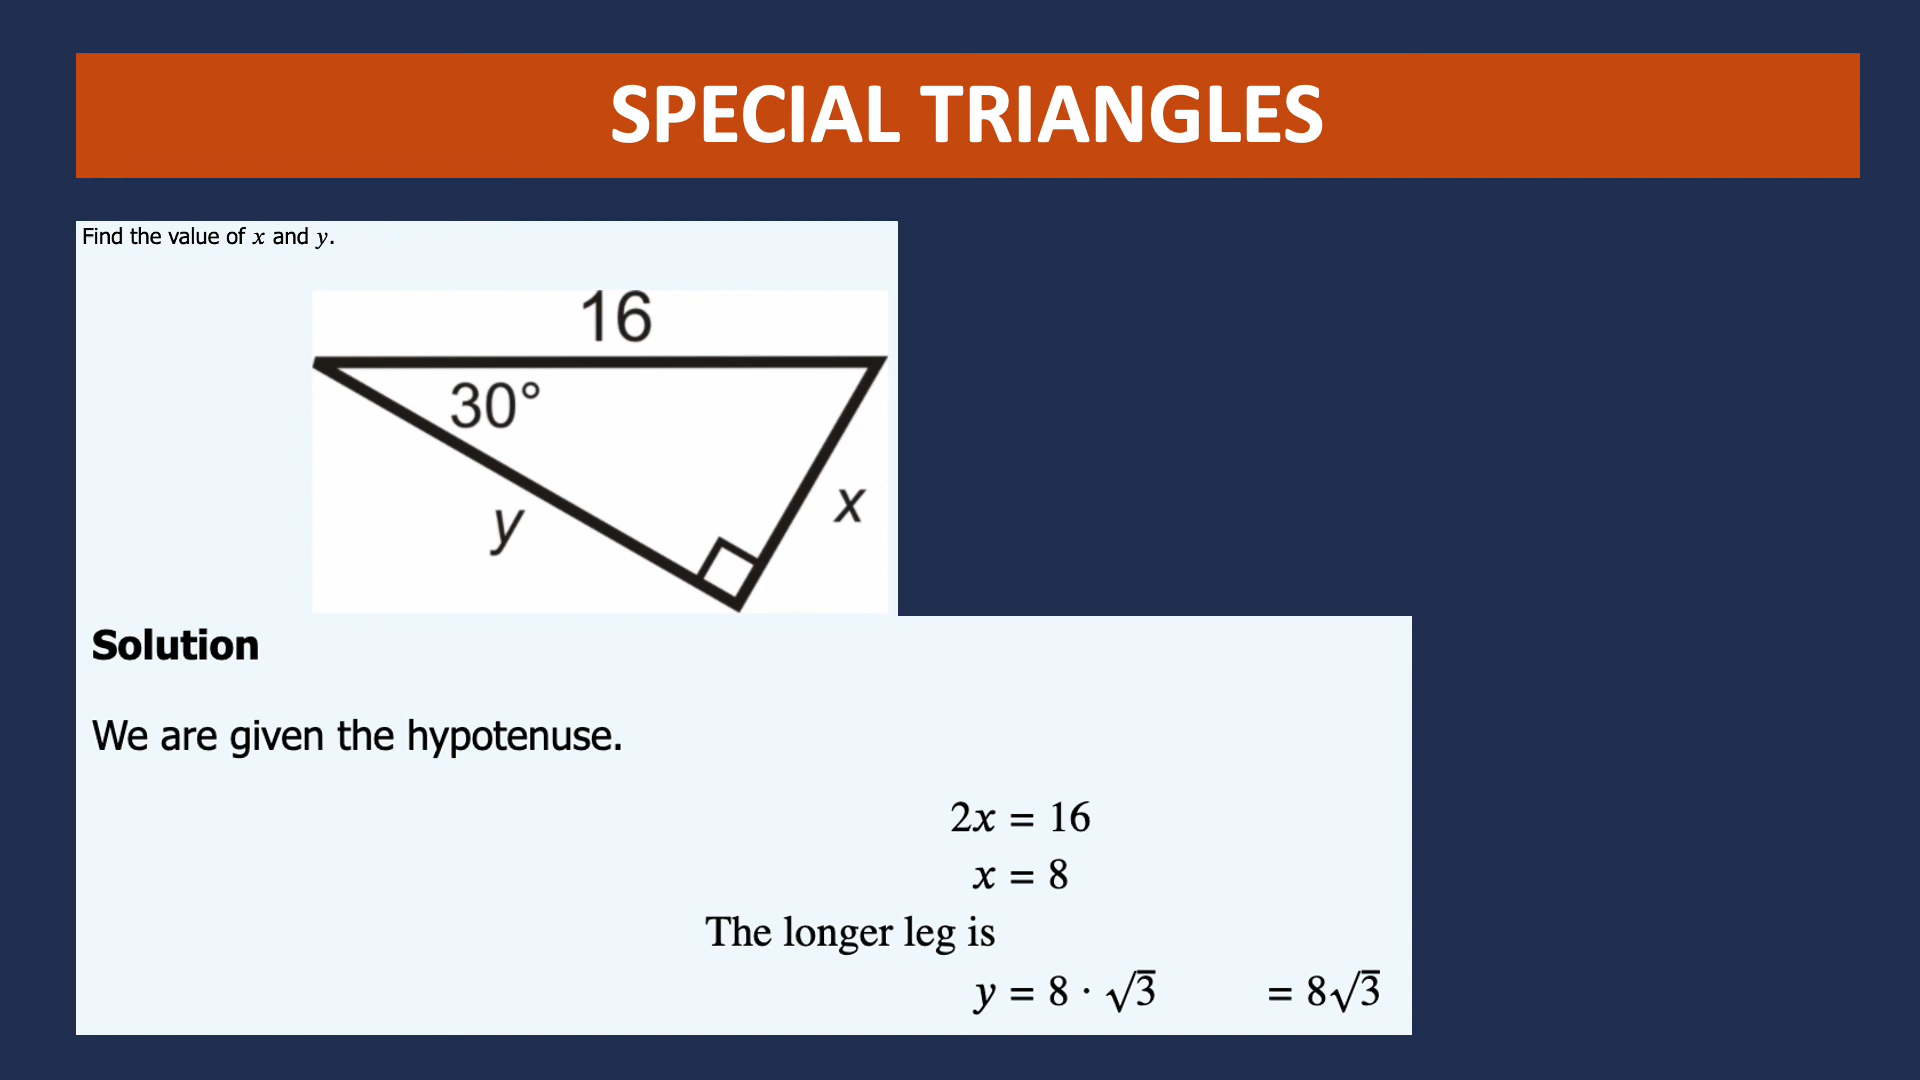 SPECIAL TRIANGLES
Find the value of x and y.
16
30°
y
x
Solution
We are given the hypotenuse.
2x = 16
x = 8
The longer leg is
y = 8 · √3 = 8√3